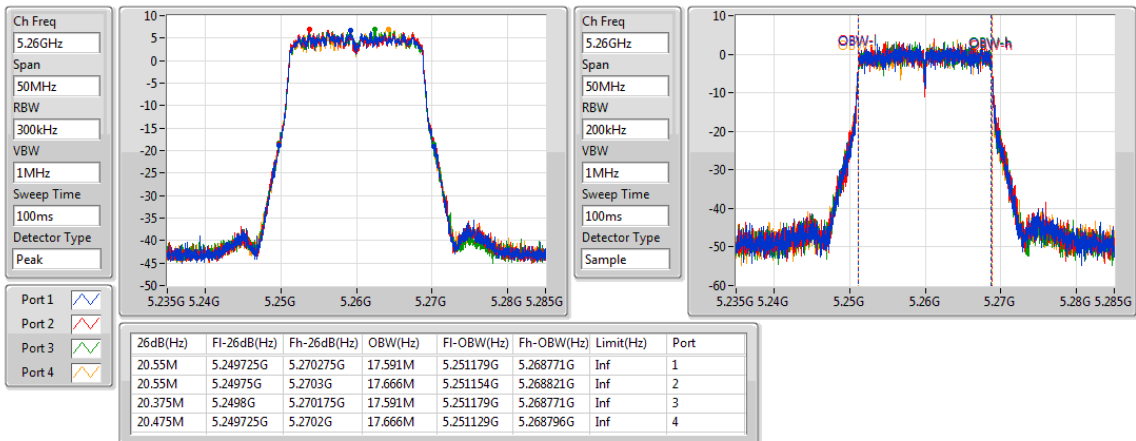 Ch Freq
5.26GHz
Span
50MHz
RBW
300kHz
VBW
1MHz
Sweep Time
100ms
Detector Type
Peak
10
5
0
-5
-10
-15
-20
-25
-30
-35
-40
-45
-50
5.235G 5.24G 5.25G 5.26G 5.27G 5.28G 5.285G
Ch Freq
5.26GHz
Span
50MHz
RBW
200kHz
VBW
1MHz
Sweep Time
100ms
Detector Type
Sample
10
0
-10
-20
-30
-40
-50
-60
OBW-l OBW-h
5.235G 5.24G 5.25G 5.26G 5.27G 5.28G 5.285G
Port 1
Port 2
Port 3
Port 4
26dB(Hz) Fl-26dB(Hz) Fh-26dB(Hz) OBW(Hz) Fl-OBW(Hz) Fh-OBW(Hz) Limit(Hz) Port
20.55M 5.249725G 5.270275G 17.591M 5.251179G 5.268771G Inf 1
20.55M 5.24975G 5.2703G 17.666M 5.251154G 5.268821G Inf 2
20.375M 5.2498G 5.270175G 17.591M 5.251179G 5.268771G Inf 3
20.475M 5.249725G 5.2702G 17.666M 5.251129G 5.268796G Inf 4